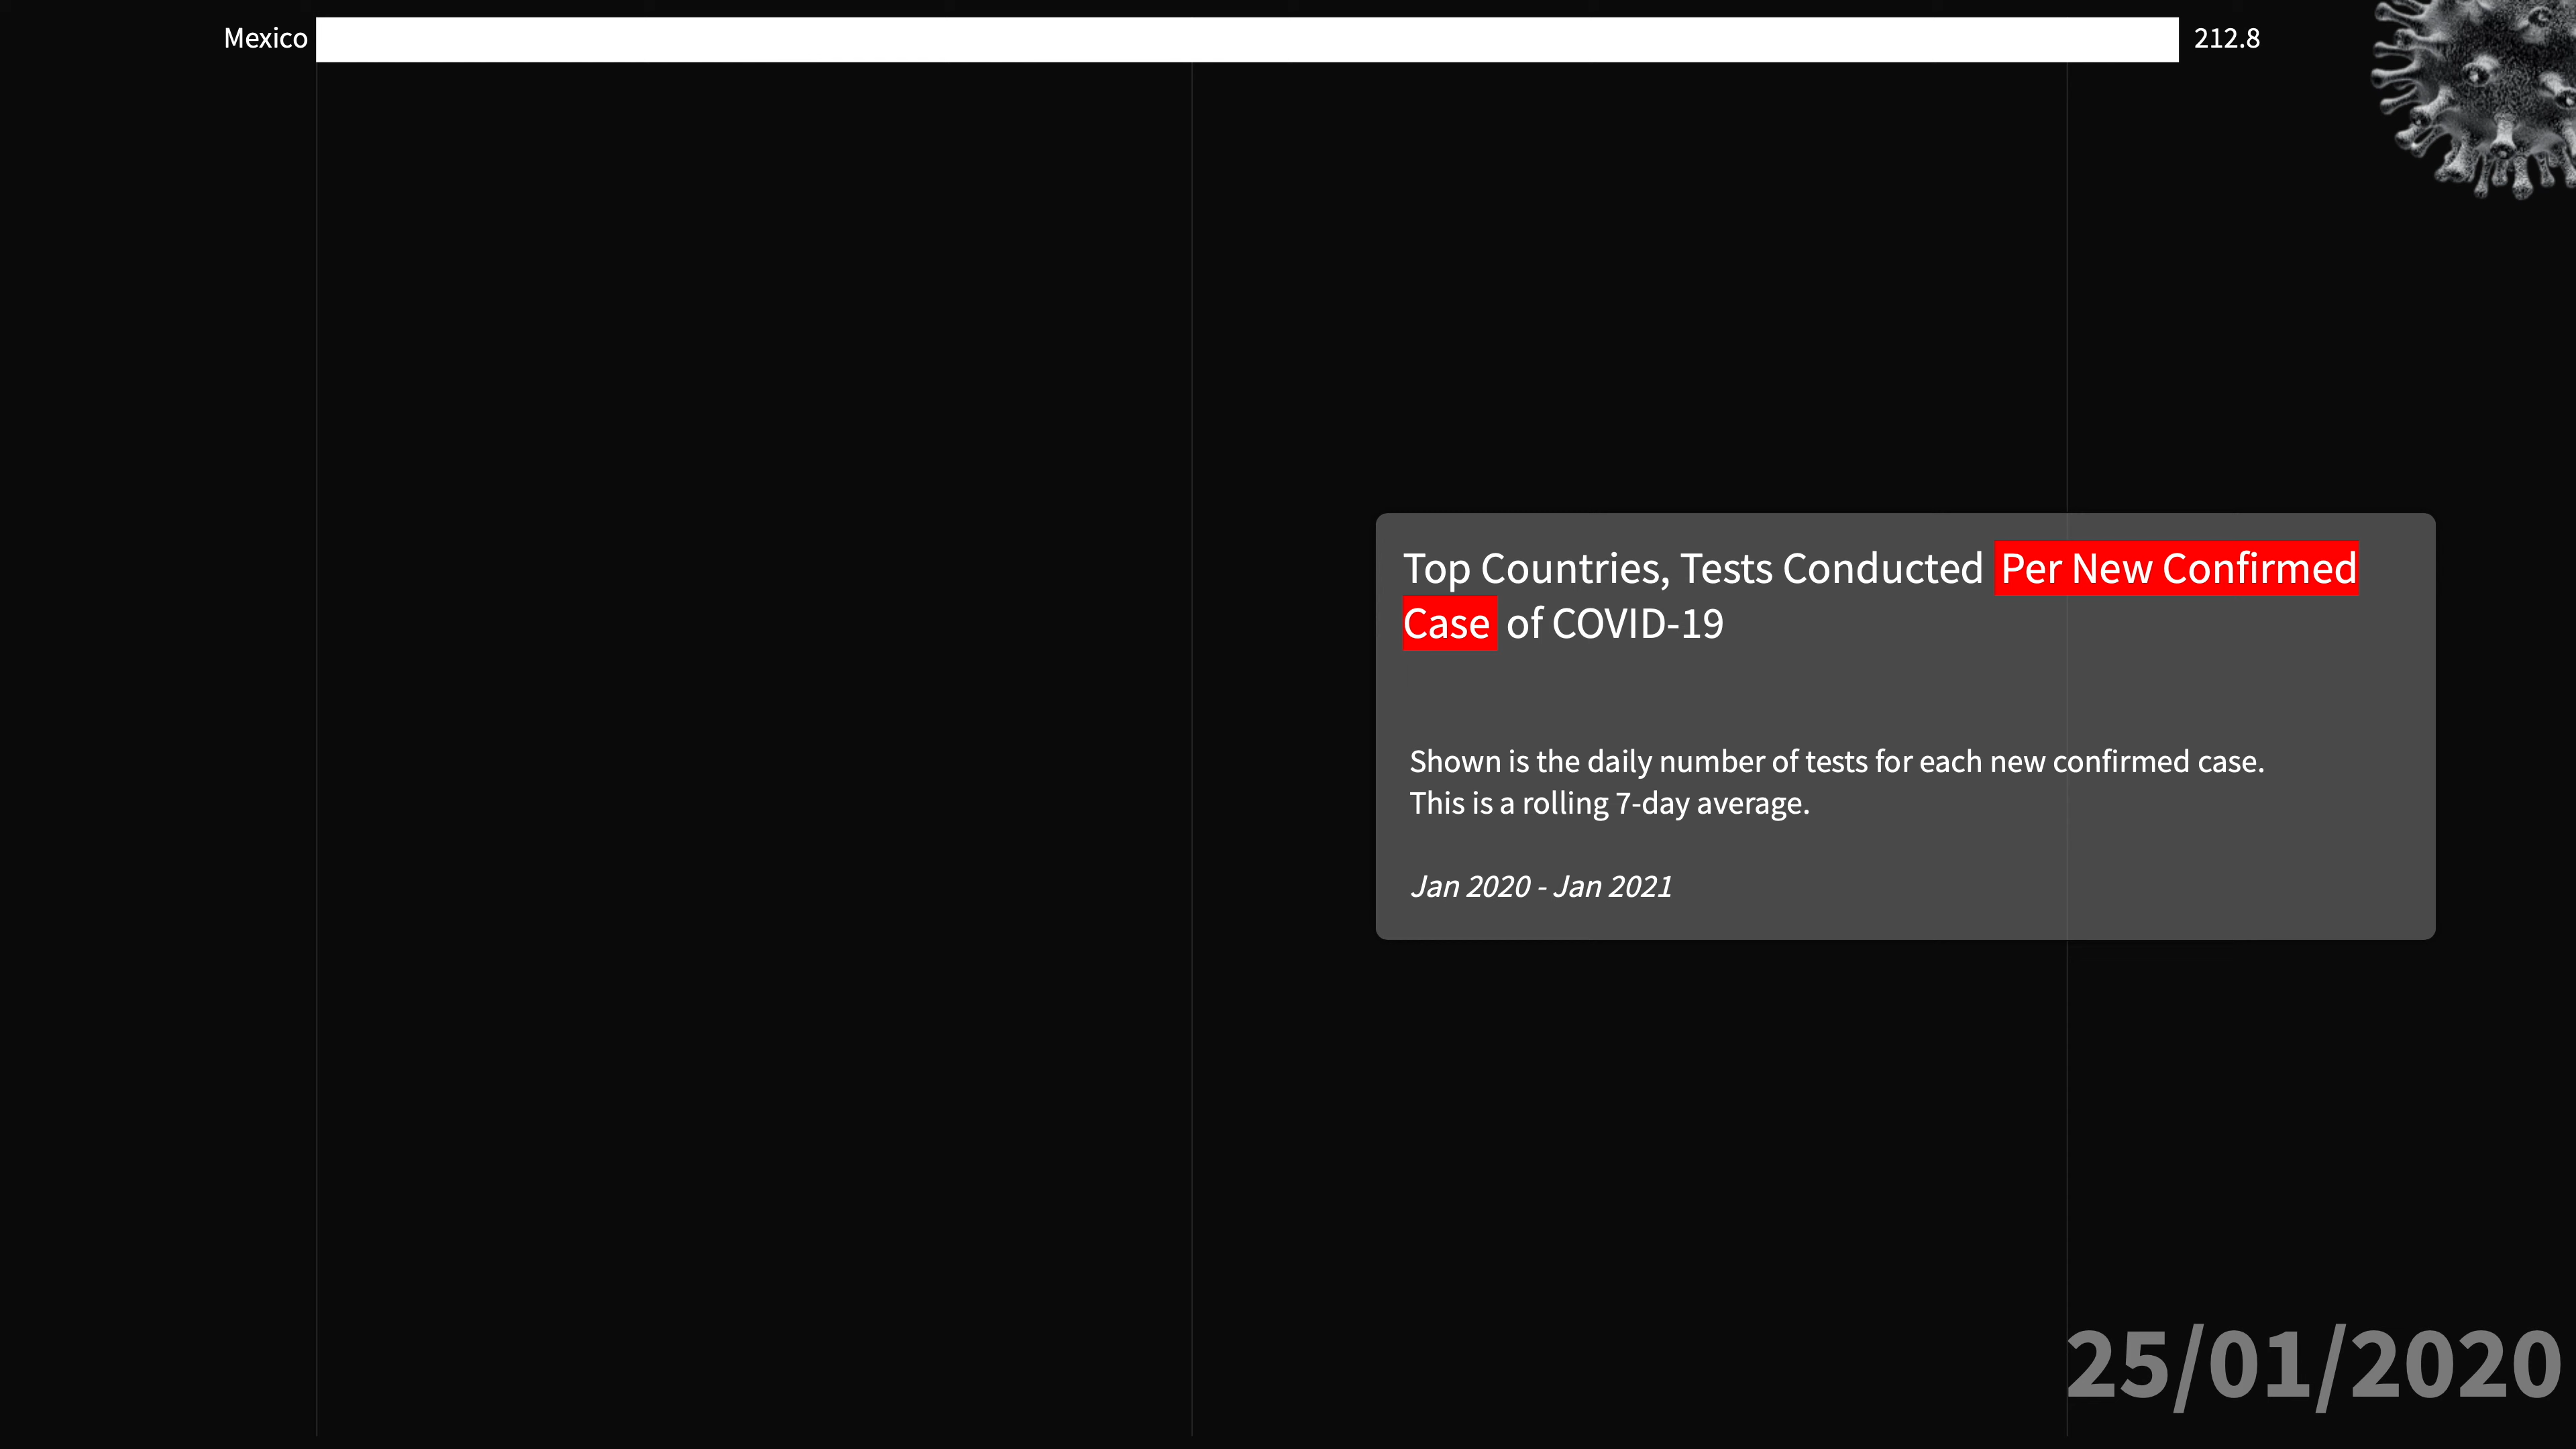 Mexico 212.8
Top Countries, Tests Conducted Per New Confirmed
Case of COVID-19
Shown is the daily number of tests for each new confirmed case.
This is a rolling 7-day average.
Jan 2020 - Jan 2021
25/01/2020